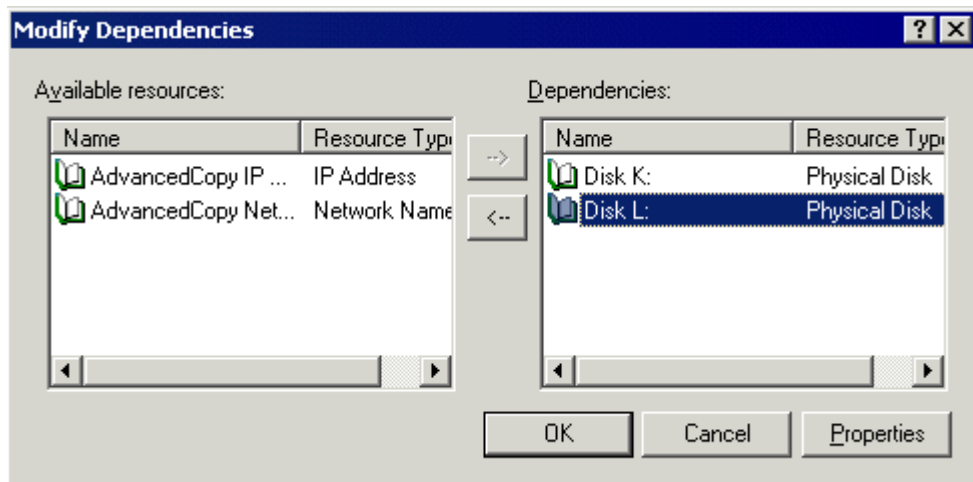 Modify Dependencies
Available resources: Dependencies:
Name Resource Typ Name Resource Type
AdvancedCopy IP ... IP Address Disk K: Physical Disk
AdvancedCopy Net... Network Name Disk L: Physical Disk
-->
<--
OK Cancel Properties